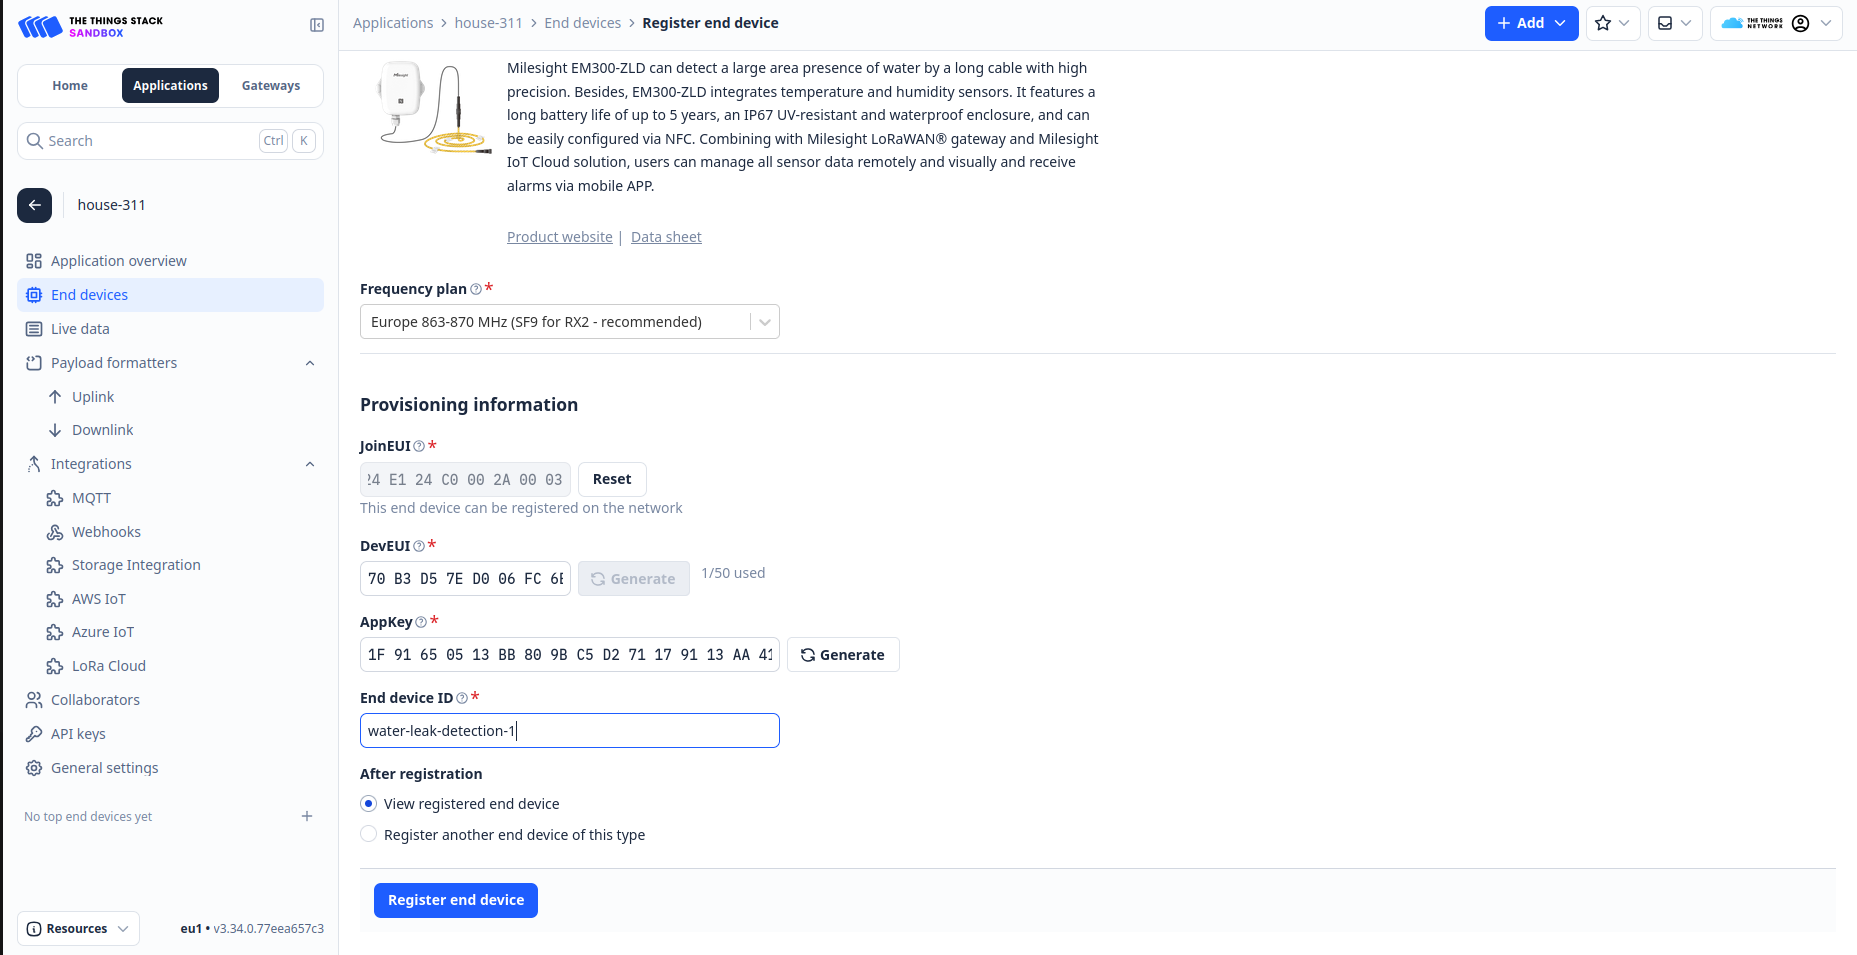 THE THINGS STACK
SANDBOX
Home
Applications
Gateways
Search
Ctrl
K
house-311
Application overview
End devices
Live data
Payload formatters
Uplink
Downlink
Integrations
MQTT
Webhooks
Storage Integration
AWS IoT
Azure IoT
LoRa Cloud
Collaborators
API keys
General settings
No top end devices yet
Resources
eu1 • v3.34.0.77eea657c3
Applications > house-311 > End devices > Register end device
Add
THE THINGS
NETWORK
Milesight
Milesight EM300-ZLD can detect a large area presence of water by a long cable with high
precision. Besides, EM300-ZLD integrates temperature and humidity sensors. It features a
long battery life of up to 5 years, an IP67 UV-resistant and waterproof enclosure, and can
be easily configured via NFC. Combining with Milesight LoRaWAN® gateway and Milesight
IoT Cloud solution, users can manage all sensor data remotely and visually and receive
alarms via mobile APP.
Product website | Data sheet
Frequency plan *
Europe 863-870 MHz (SF9 for RX2 - recommended)
Provisioning information
JoinEUI *
24 E1 24 C0 00 2A 00 03
Reset
This end device can be registered on the network
DevEUI *
70 B3 D5 7E D0 06 FC 6
Generate
1/50 used
AppKey *
1F 91 65 05 13 BB 80 9B C5 D2 71 17 91 13 AA 41
Generate
End device ID *
water-leak-detection-1
After registration
View registered end device
Register another end device of this type
Register end device